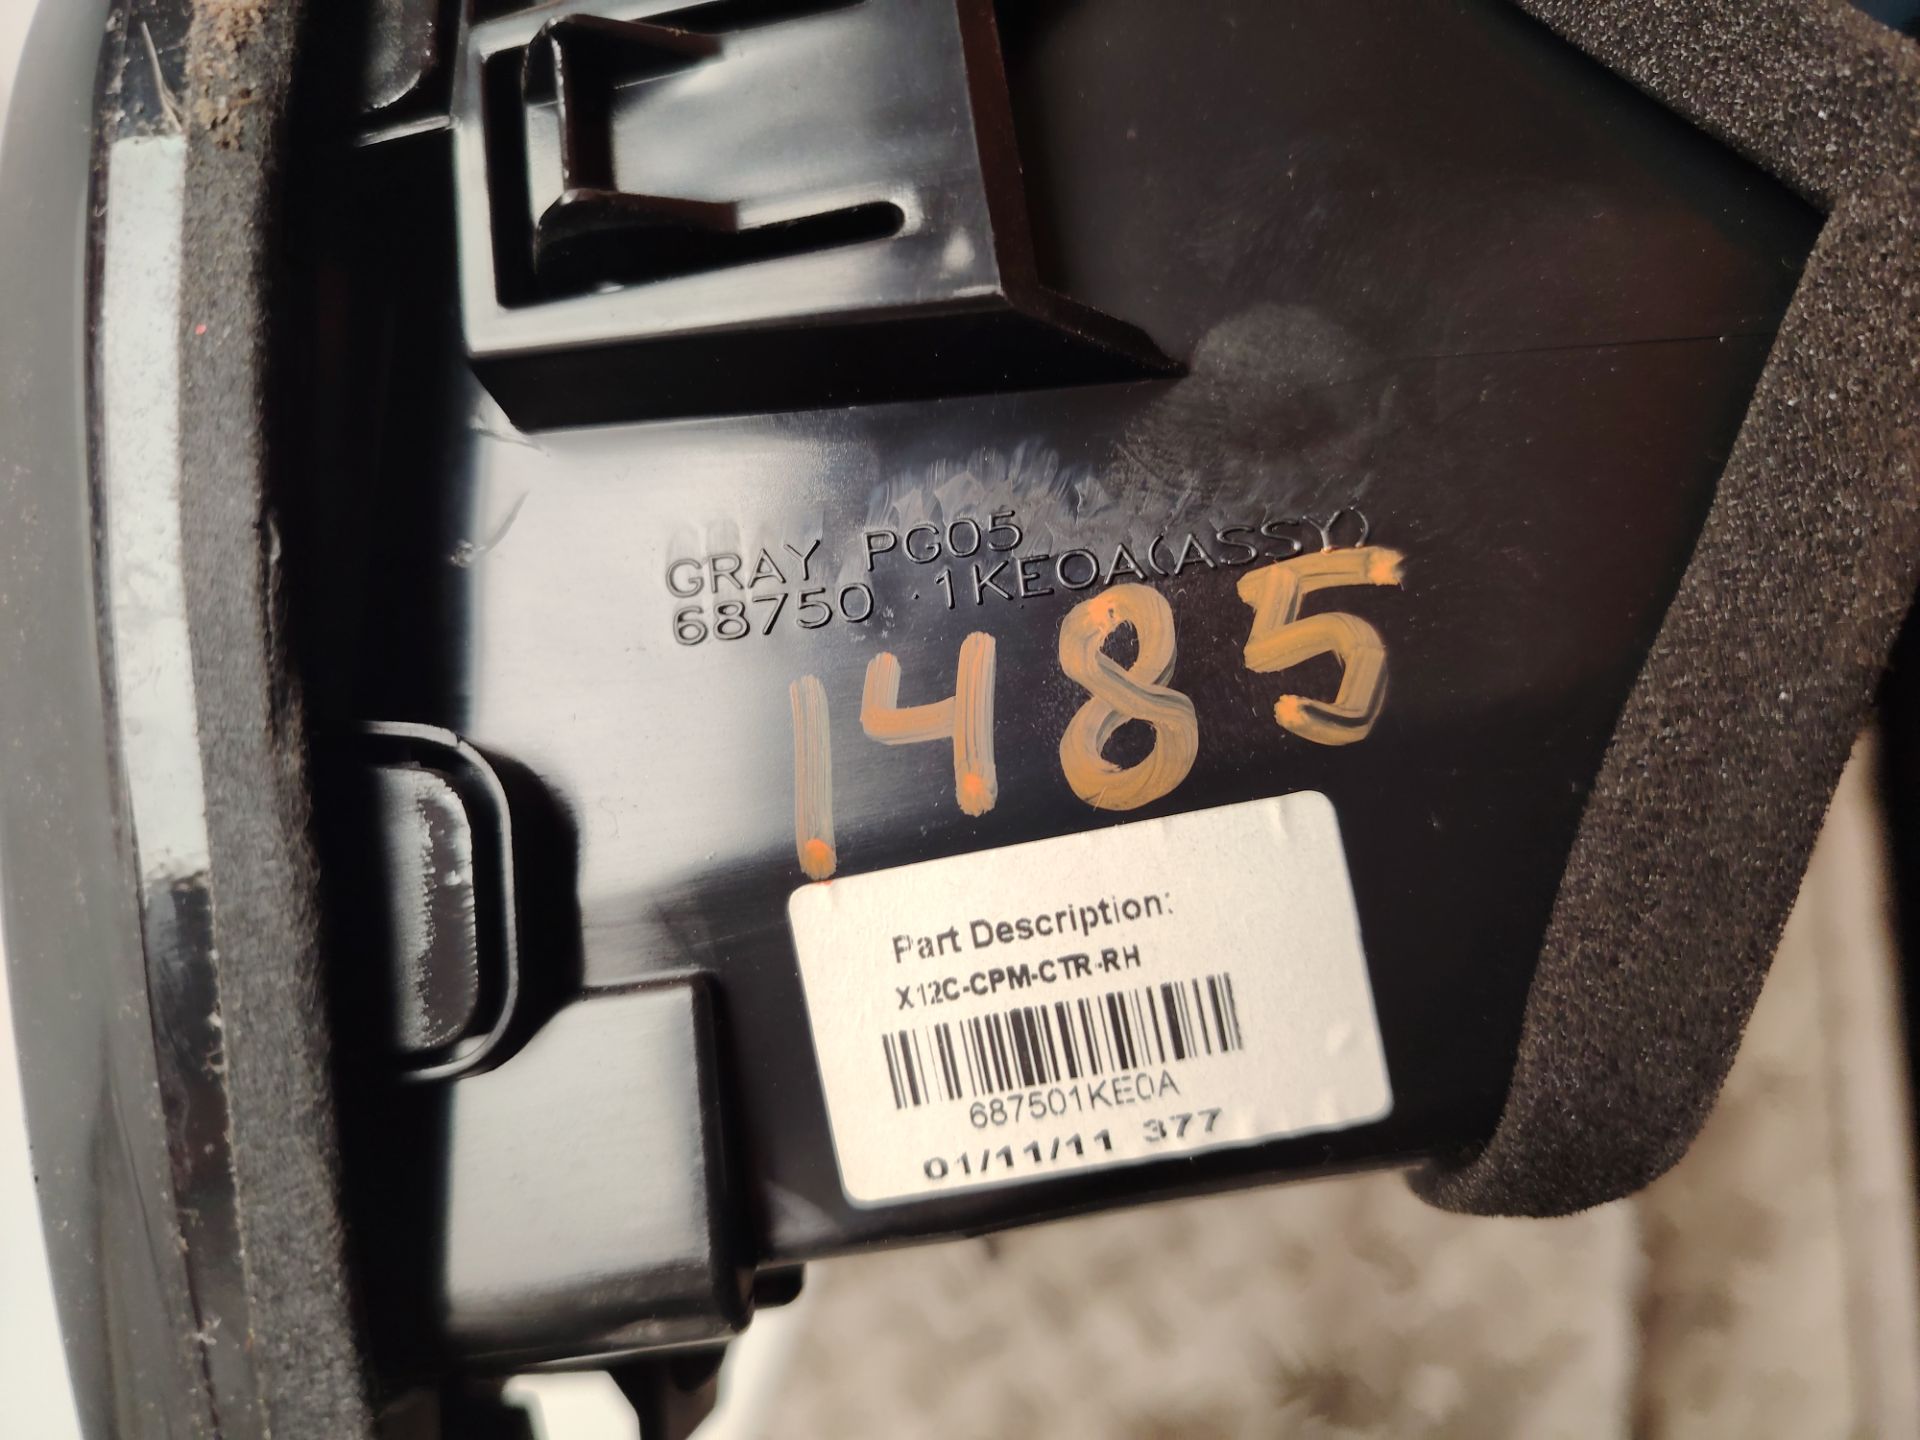 GRAY PG05
68750 1KE0A(ASSY)
1485
Part Description:
X12C-CPM-CTR-RH
687501KE0A
01/11/11 377